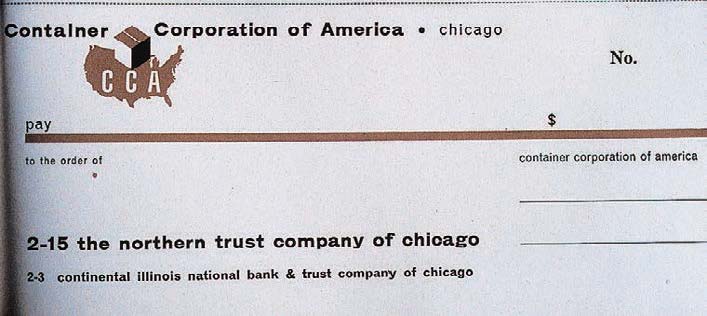 Container Corporation of America • chicago
No.
CCA
pay $
to the order of
container corporation of america
2-15 the northern trust company of chicago
2-3 continental illinois national bank & trust company of chicago